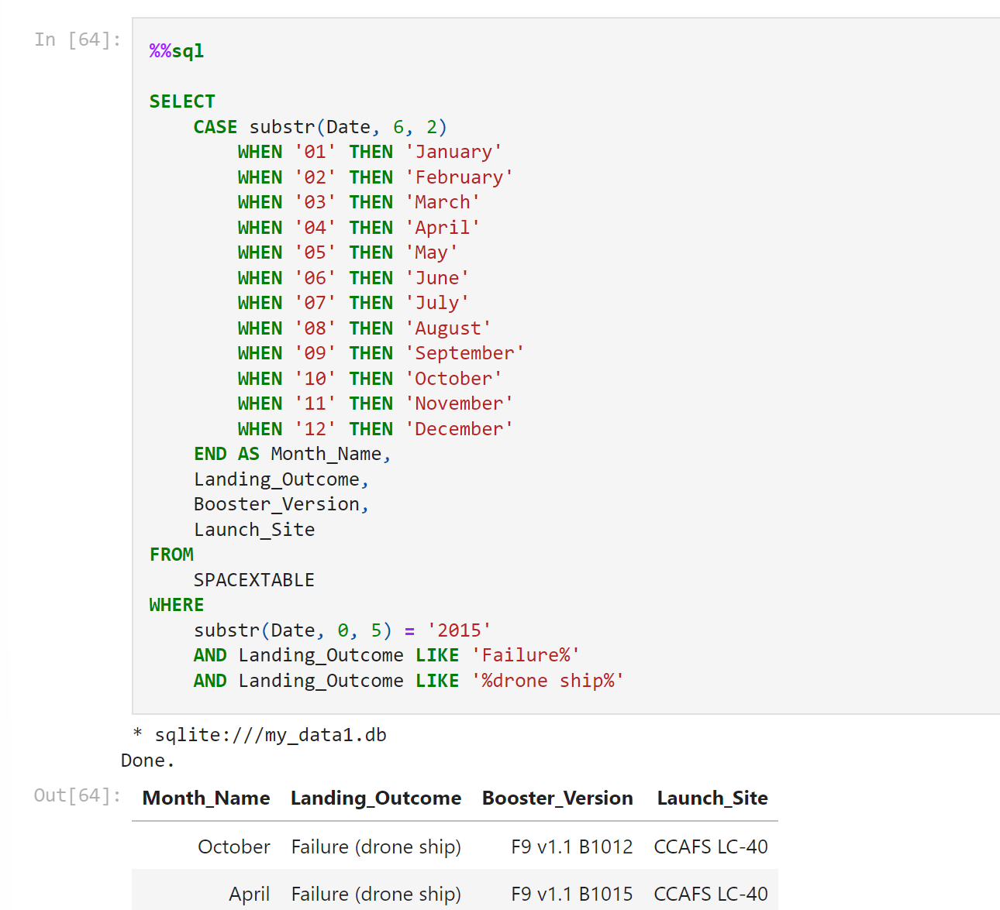 In [64]:
%%sql
SELECT
CASE substr(Date, 6, 2)
WHEN '01' THEN 'January'
WHEN '02' THEN 'February'
WHEN '03' THEN 'March'
WHEN '04' THEN 'April'
WHEN '05' THEN 'May'
WHEN '06' THEN 'June'
WHEN '07' THEN 'July'
WHEN '08' THEN 'August'
WHEN '09' THEN 'September'
WHEN '10' THEN 'October'
WHEN '11' THEN 'November'
WHEN '12' THEN 'December'
END AS Month_Name,
Landing_Outcome,
Booster_Version,
Launch_Site
FROM
SPACEXTABLE
WHERE
substr(Date, 0, 5) = '2015'
AND Landing_Outcome LIKE 'Failure%'
AND Landing_Outcome LIKE '%drone ship%'
* sqlite:///my_data1.db
Done.
Out[64]: Month_Name Landing_Outcome Booster_Version Launch_Site
October Failure (drone ship) F9 v1.1 B1012 CCAFS LC-40
April Failure (drone ship) F9 v1.1 B1015 CCAFS LC-40